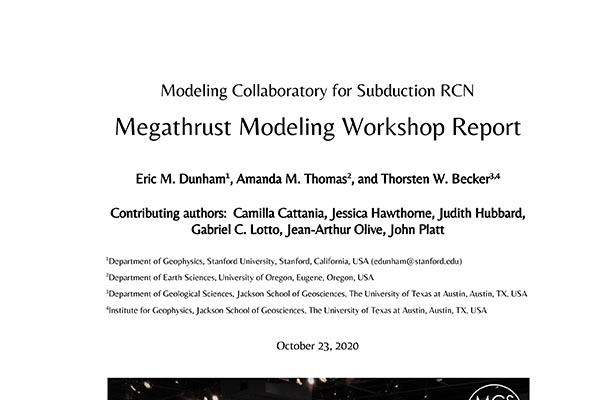 Modeling Collaboratory for Subduction RCN
Megathrust Modeling Workshop Report
Eric M. Dunham¹, Amanda M. Thomas², and Thorsten W. Becker³,⁴
Contributing authors: Camilla Cattania, Jessica Hawthorne, Judith Hubbard,
Gabriel C. Lotto, Jean-Arthur Olive, John Platt
¹Department of Geophysics, Stanford University, Stanford, California, USA (edunham@stanford.edu)
²Department of Earth Sciences, University of Oregon, Eugene, Oregon, USA
³Department of Geological Sciences, Jackson School of Geosciences, The University of Texas at Austin, Austin, TX, USA
⁴Institute for Geophysics, Jackson School of Geosciences, The University of Texas at Austin, Austin, TX, USA
October 23, 2020
MCS